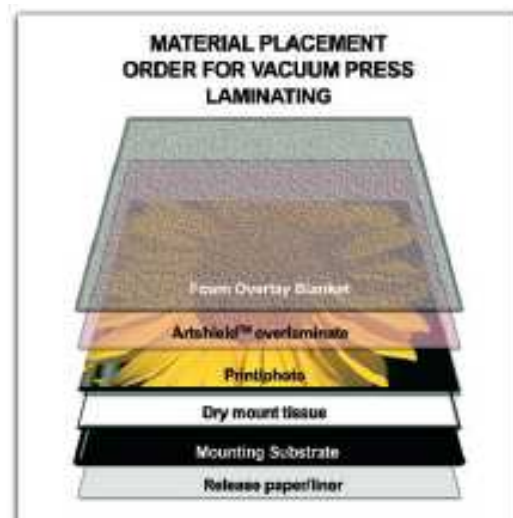 MATERIAL PLACEMENT
ORDER FOR VACUUM PRESS
LAMINATING
Foam Overlay Blanket
Artshield™ overlaminate
Print/photo
Dry mount tissue
Mounting Substrate
Release paper/liner